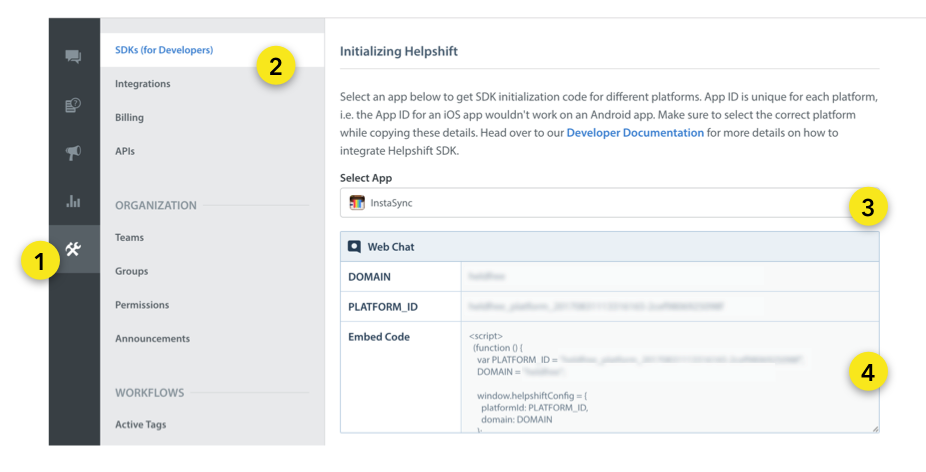 SDKs (for Developers)
2
Integrations
Billing
APIs
ORGANIZATION
1
Teams
Groups
Permissions
Announcements
WORKFLOWS
Active Tags
Initializing Helpshift
Select an app below to get SDK initialization code for different platforms. App ID is unique for each platform,
i.e. the App ID for an iOS app wouldn't work on an Android app. Make sure to select the correct platform
while copying these details. Head over to our Developer Documentation for more details on how to
integrate Helpshift SDK.
Select App
InstaSync
3
Web Chat
DOMAIN
PLATFORM_ID
Embed Code
<script>
(function () {
var PLATFORM_ID =
DOMAIN =
4
window.helpshiftConfig = {
platformId: PLATFORM_ID,
domain: DOMAIN
};